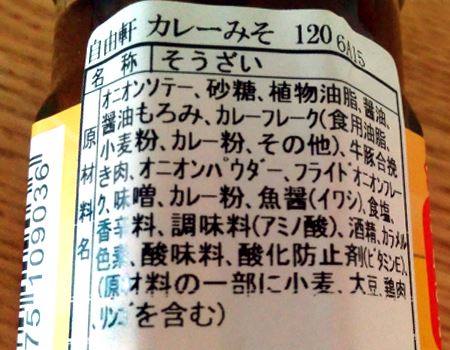 自由軒 カレーみそ 120 6A15
名称 そうざい
原材料名
オニオンソテー、砂糖、植物油脂、醤油、
醤油もろみ、カレーフレーク(食用油脂、
小麦粉、カレー粉、その他)、牛豚合挽
き肉、オニオンパウダー、フライドオニオンフレー
ク、味噌、カレー粉、魚醤(イワシ)、食塩、
香辛料、調味料(アミノ酸)、酒精、カラメル
色素、酸味料、酸化防止剤(ビタミンE)、
(原材料の一部に小麦、大豆、鶏肉
、リンゴを含む)
75 109036